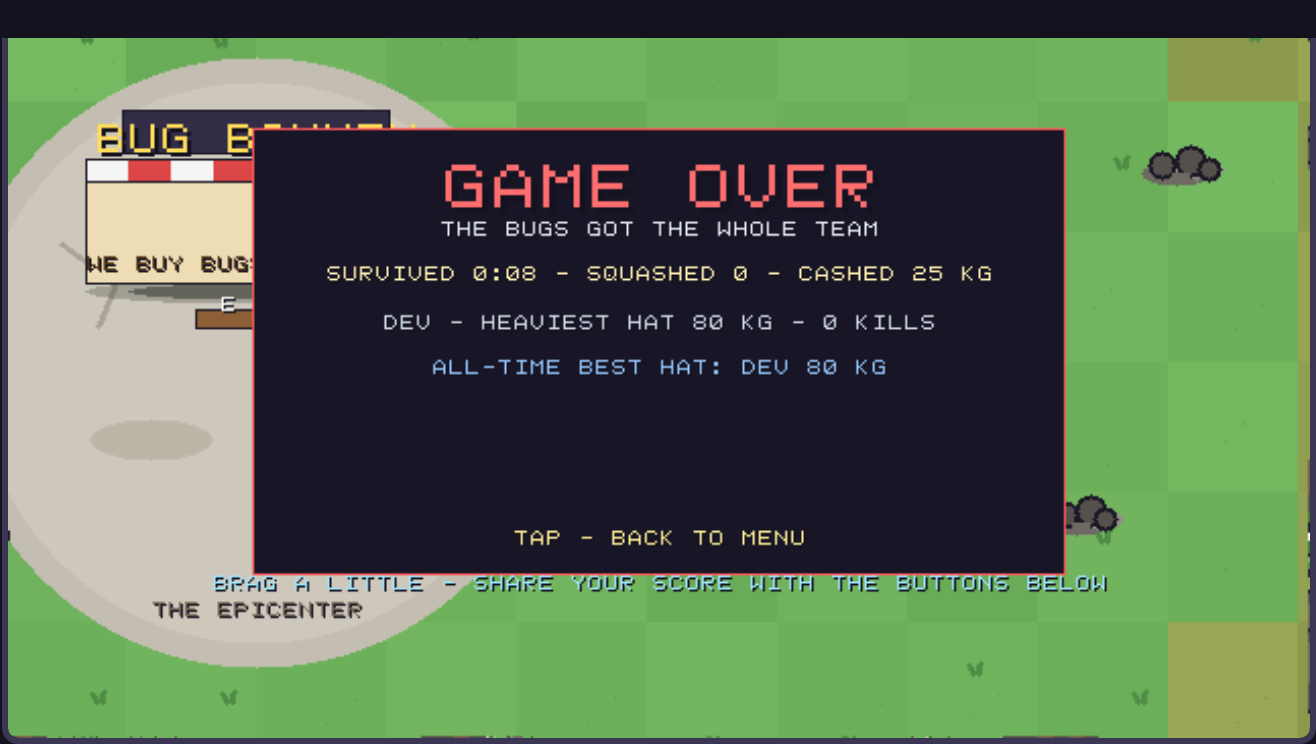 BUG
GAME OVER
THE BUGS GOT THE WHOLE TEAM
WE BUY BUG
SURVIVED 0:08 - SQUASHED 0 - CASHED 25 KG
E
DEV - HEAVIEST HAT 80 KG - 0 KILLS
ALL-TIME BEST HAT: DEV 80 KG
TAP - BACK TO MENU
BRAG A LITTLE - SHARE YOUR SCORE WITH THE BUTTONS BELOW
THE EPICENTER